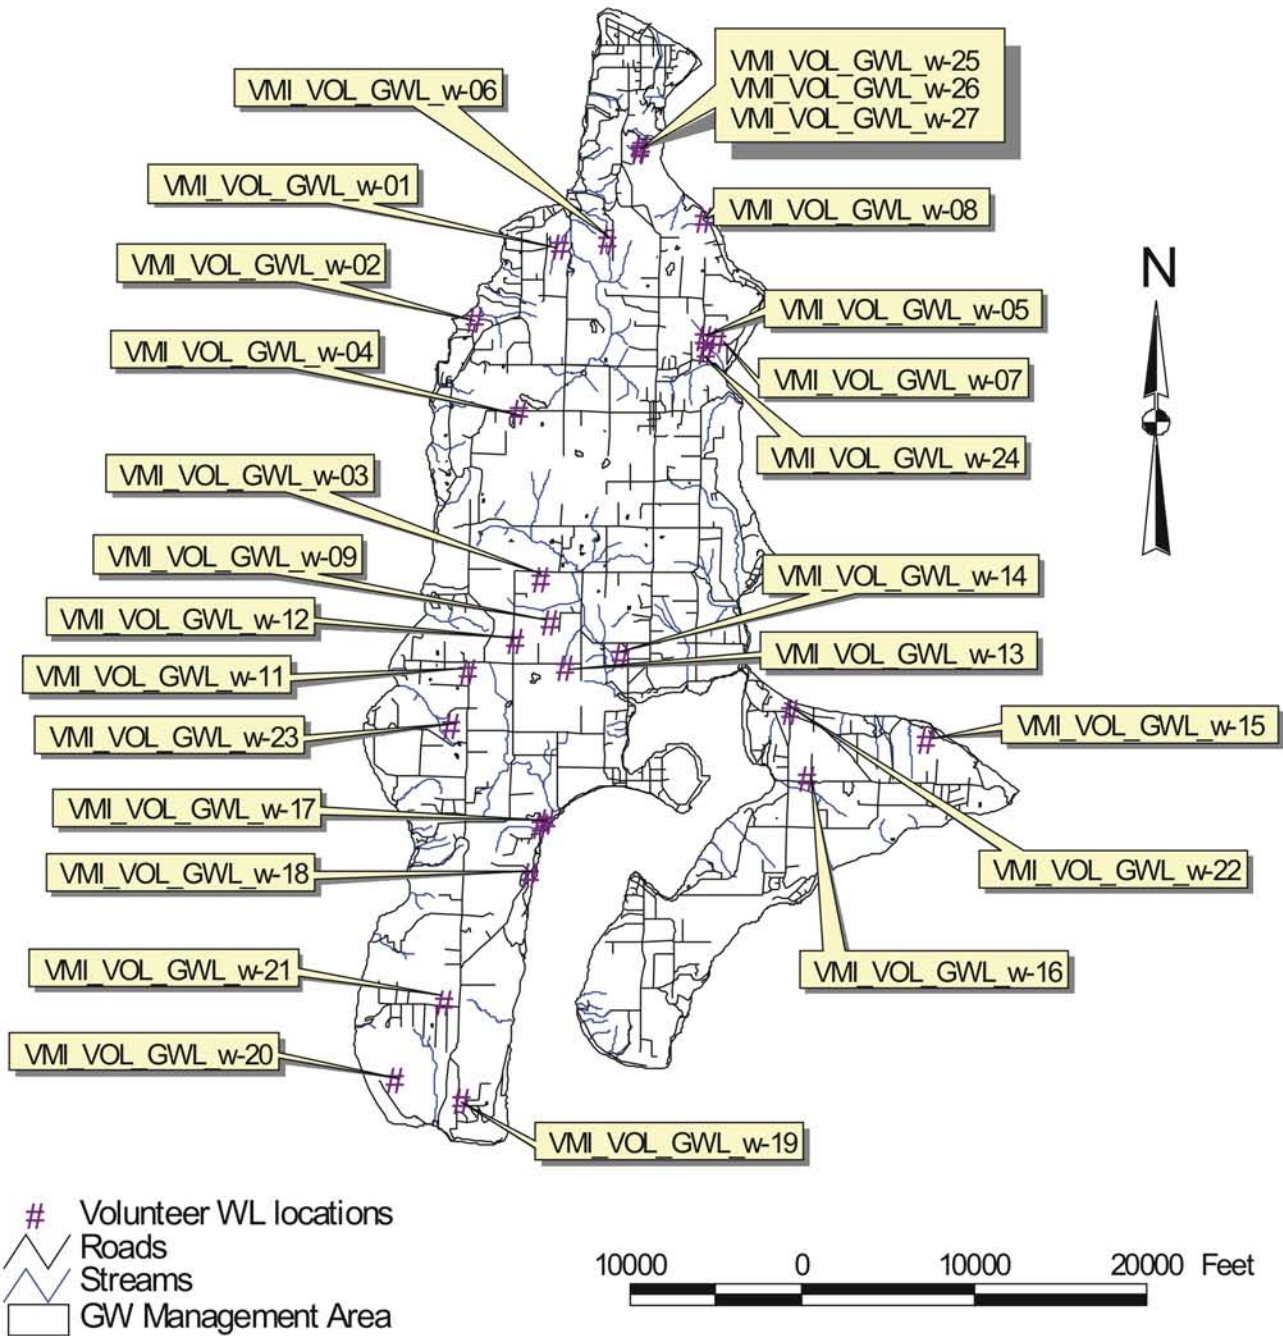 VMI_VOL_GWL_w-25
VMI_VOL_GWL_w-26
VMI_VOL_GWL_w-27
VMI_VOL_GWL_w-06
VMI_VOL_GWL_w-01
VMI_VOL_GWL_w-08
VMI_VOL_GWL_w-02
N
VMI_VOL_GWL_w-05
VMI_VOL_GWL_w-04
VMI_VOL_GWL_w-07
VMI_VOL_GWL_w-24
VMI_VOL_GWL_w-03
VMI_VOL_GWL_w-09
VMI_VOL_GWL_w-14
VMI_VOL_GWL_w-12
VMI_VOL_GWL_w-13
VMI_VOL_GWL_w-11
VMI_VOL_GWL_w-15
VMI_VOL_GWL_w-23
VMI_VOL_GWL_w-17
VMI_VOL_GWL_w-18
VMI_VOL_GWL_w-22
VMI_VOL_GWL_w-21
VMI_VOL_GWL_w-16
VMI_VOL_GWL_w-20
VMI_VOL_GWL_w-19
# Volunteer WL locations
Roads
Streams
GW Management Area
10000 0 10000 20000 Feet